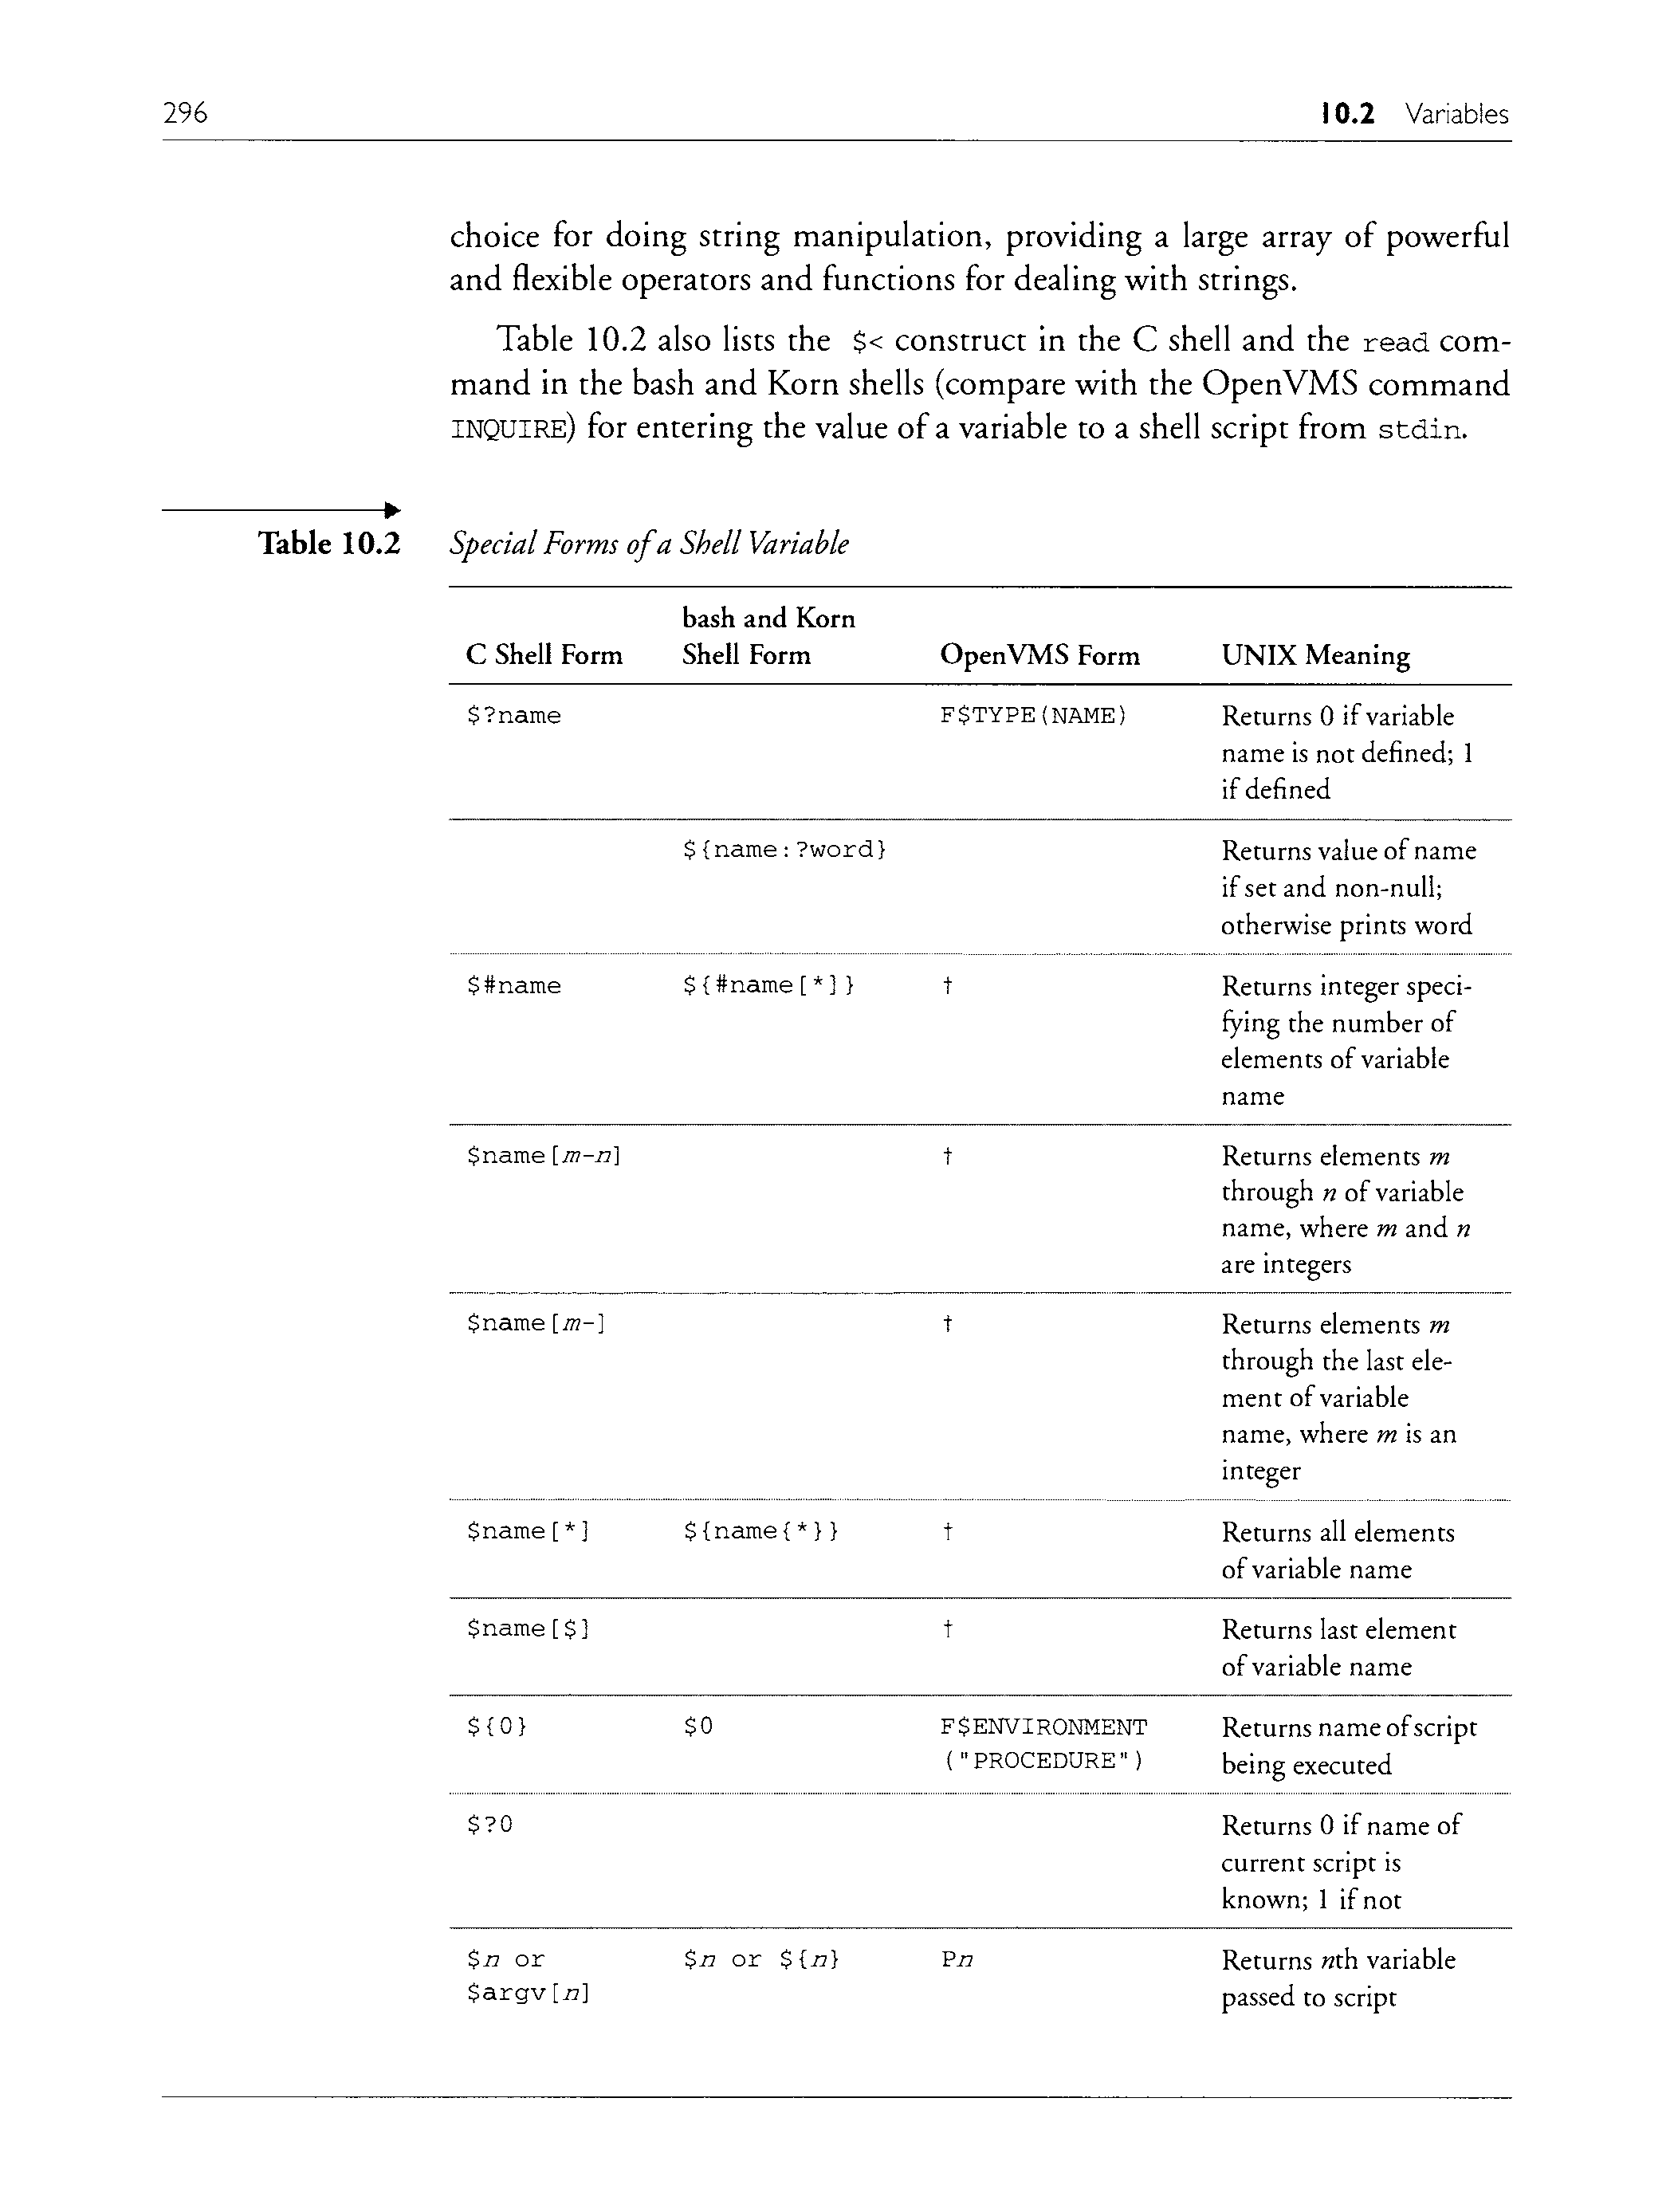 296
10.2 Variables
choice for doing string manipulation, providing a large array of powerful
and flexible operators and functions for dealing with strings.
Table 10.2 also lists the $< construct in the C shell and the read com-
mand in the bash and Korn shells (compare with the OpenVMS command
INQUIRE) for entering the value of a variable to a shell script from stdin.
Table 10.2 Special Forms of a Shell Variable
bash and Korn
C Shell Form Shell Form OpenVMS Form UNIX Meaning
$?name F$TYPE(NAME) Returns 0 if variable
name is not defined; 1
if defined
${name:?word} Returns value of name
if set and non-null;
otherwise prints word
$#name ${#name[*]} † Returns integer speci-
fying the number of
elements of variable
name
$name[m-n] † Returns elements m
through n of variable
name, where m and n
are integers
$name[m-] † Returns elements m
through the last ele-
ment of variable
name, where m is an
integer
$name[*] ${name{*}} † Returns all elements
of variable name
$name[$] † Returns last element
of variable name
${0} $0 F$ENVIRONMENT Returns name of script
("PROCEDURE") being executed
$?0 Returns 0 if name of
current script is
known; 1 if not
$n or $n or ${n} Pn Returns nth variable
$argv[n] passed to script